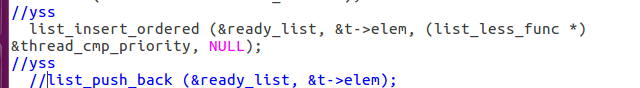 //yss
list_insert_ordered (&ready_list, &t->elem, (list_less_func *)
&thread_cmp_priority, NULL);
//yss
//list_push_back (&ready_list, &t->elem);